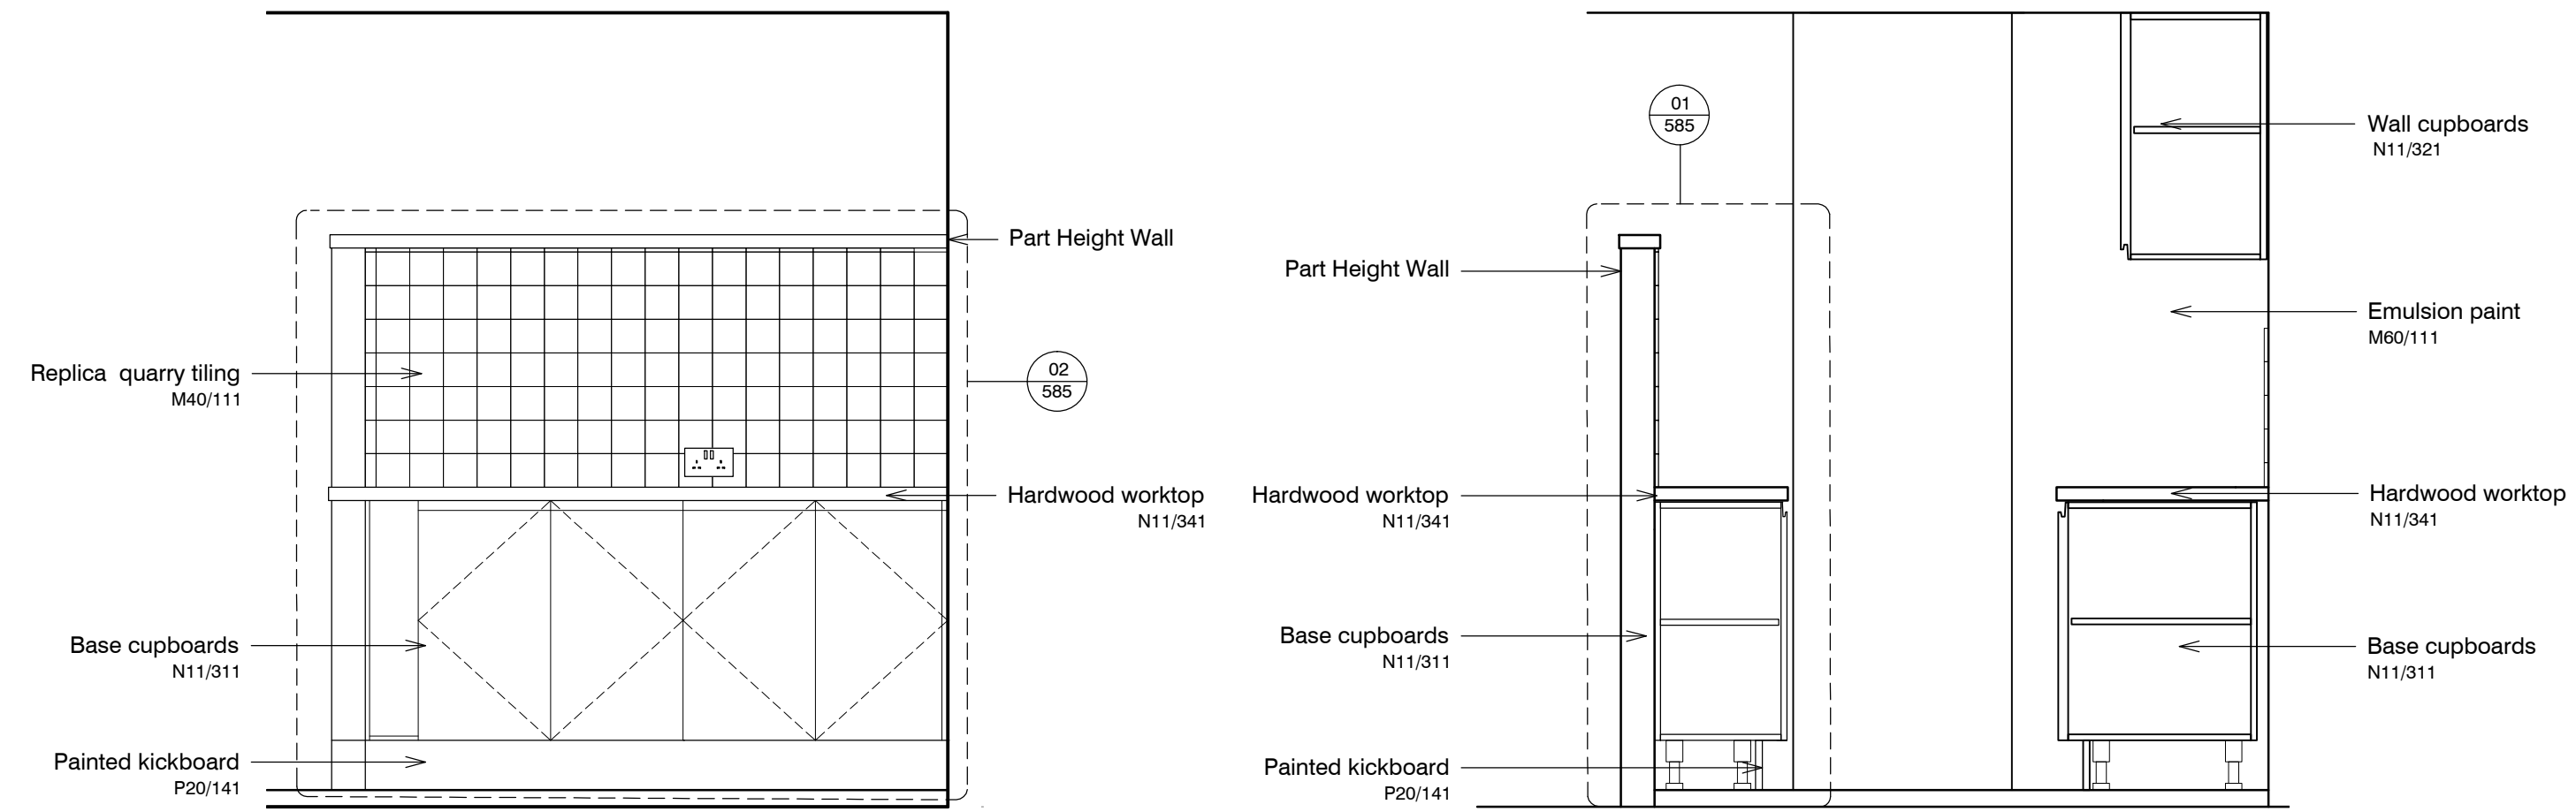 Part Height Wall
Replica quarry tiling
M40/111
02
585
Hardwood worktop
N11/341
Base cupboards
N11/311
Painted kickboard
P20/141
01
585
Wall cupboards
N11/321
Part Height Wall
Emulsion paint
M60/111
Hardwood worktop
N11/341
Hardwood worktop
N11/341
Base cupboards
N11/311
Base cupboards
N11/311
Painted kickboard
P20/141